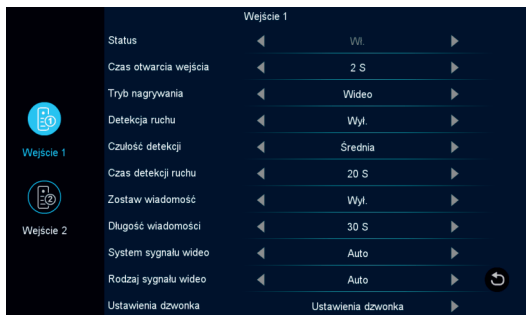 Wejście 1
Status Wł.
Czas otwarcia wejścia 2 S
Tryb nagrywania Wideo
Detekcja ruchu Wył.
Czułość detekcji Średnia
Czas detekcji ruchu 20 S
Zostaw wiadomość Wył.
Długość wiadomości 30 S
System sygnału wideo Auto
Rodzaj sygnału wideo Auto
Ustawienia dzwonka Ustawienia dzwonka
1
Wejście 1
2
Wejście 2